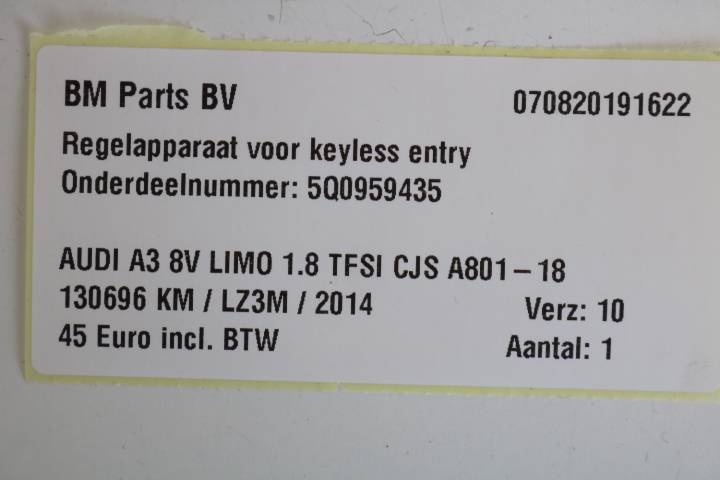 BM Parts BV 070820191622
Regelapparaat voor keyless entry
Onderdeelnummer: 5Q0959435
AUDI A3 8V LIMO 1.8 TFSI CJS A801-18
130696 KM / LZ3M / 2014 Verz: 10
45 Euro incl. BTW Aantal: 1